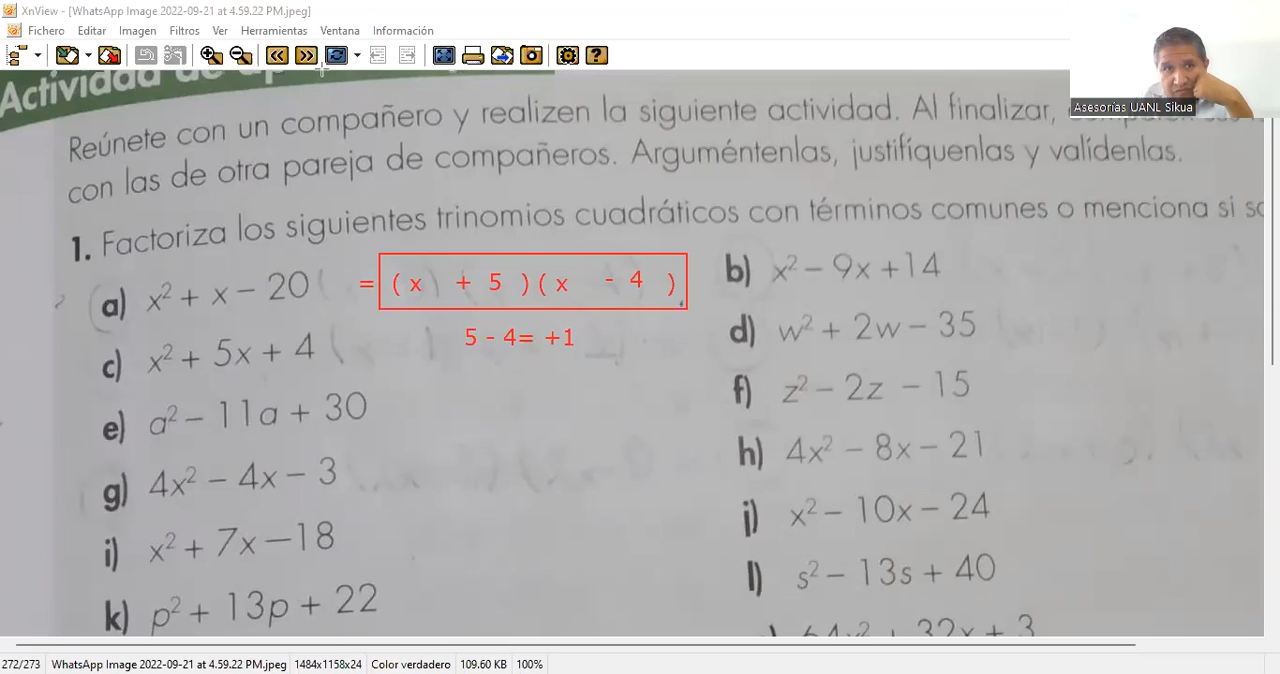 XnView - [WhatsApp Image 2022-09-21 at 4.59.22 PM.jpeg]
Fichero Editar Imagen Filtros Ver Herramientas Ventana Información
Asesorías UANL Sikua
Actividad de
Reúnete con un compañero y realizen la siguiente actividad. Al finalizar,
con las de otra pareja de compañeros. Arguméntenlas, justifíquenlas y valídenlas.
1. Factoriza los siguientes trinomios cuadráticos con términos comunes o menciona si
a) x² + x – 20 = ( x + 5 ) ( x - 4 )
5 - 4= +1
b) x² – 9x +14
c) x² + 5x + 4
d) w² + 2w – 35
e) a² – 11a + 30
f) z² – 2z – 15
g) 4x² – 4x – 3
h) 4x² – 8x – 21
i) x² + 7x –18
j) x² – 10x – 24
k) p² + 13p + 22
l) s² – 13s + 40
272/273 WhatsApp Image 2022-09-21 at 4.59.22 PM.jpeg 1484x1158x24 Color verdadero 109.60 KB 100%